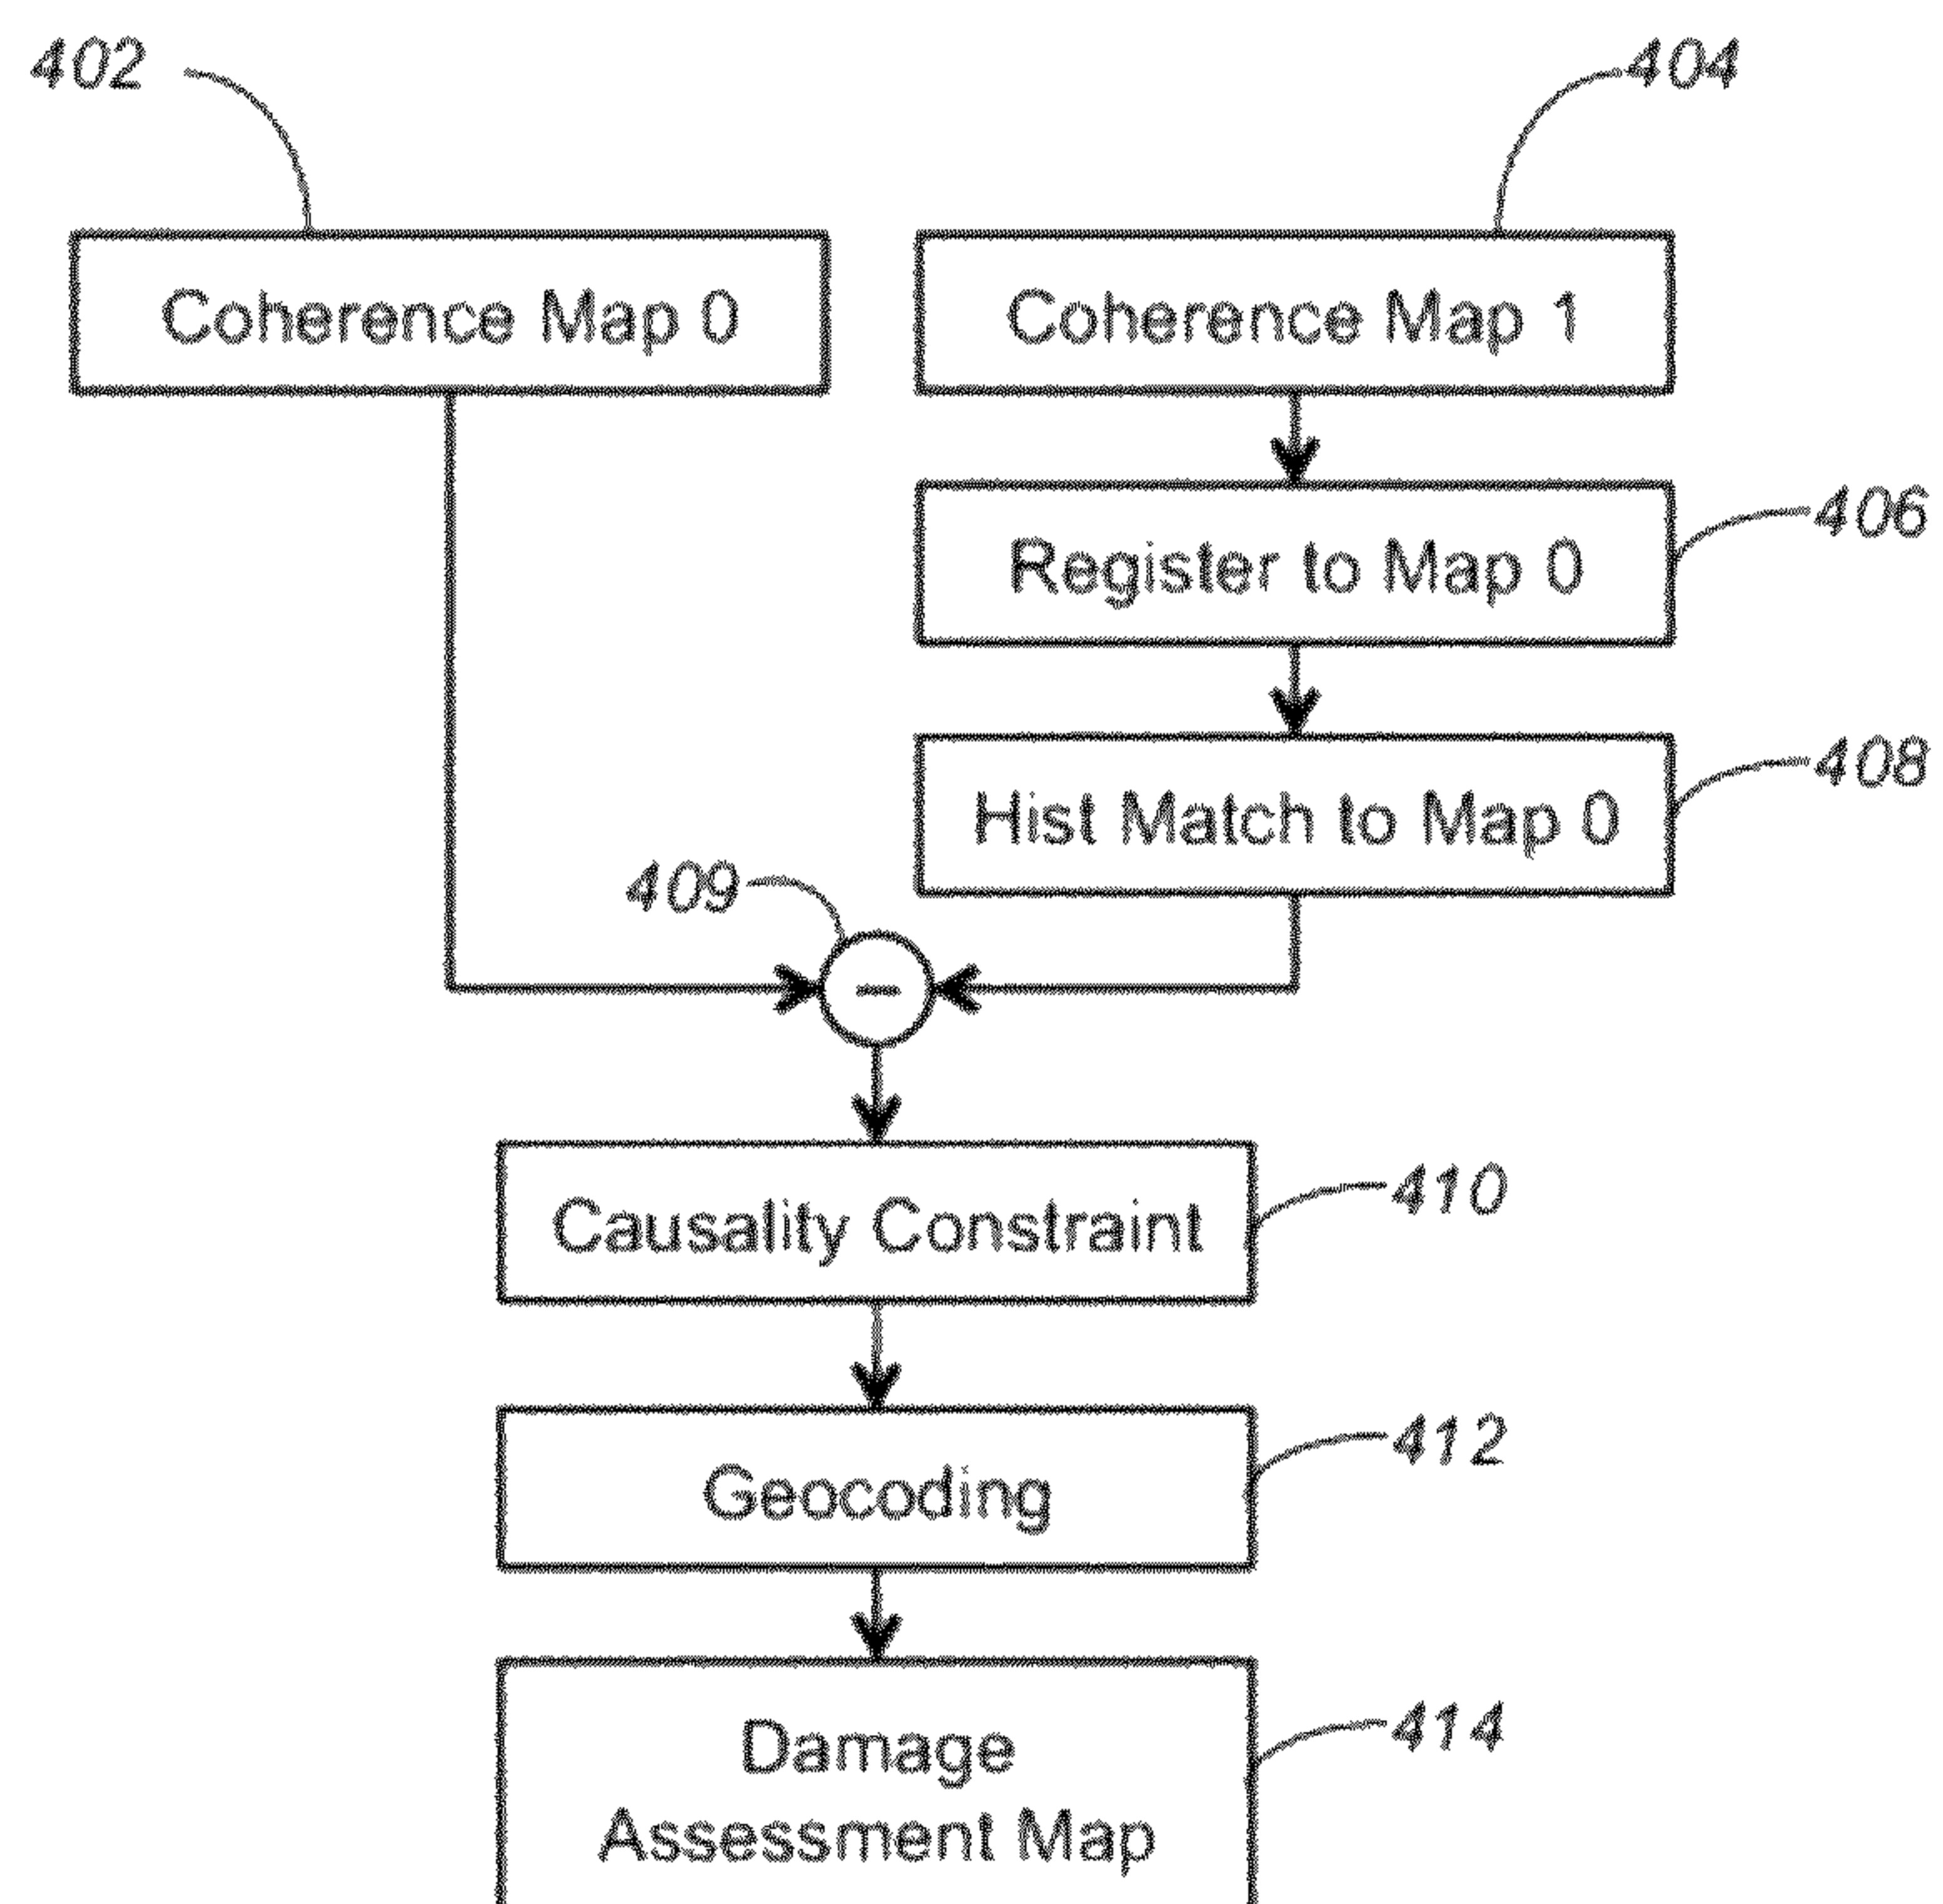 402
404
Coherence Map 0
Coherence Map 1
406
Register to Map 0
408
Hist Match to Map 0
409
-
410
Causality Constraint
412
Geocoding
414
Damage
Assessment Map